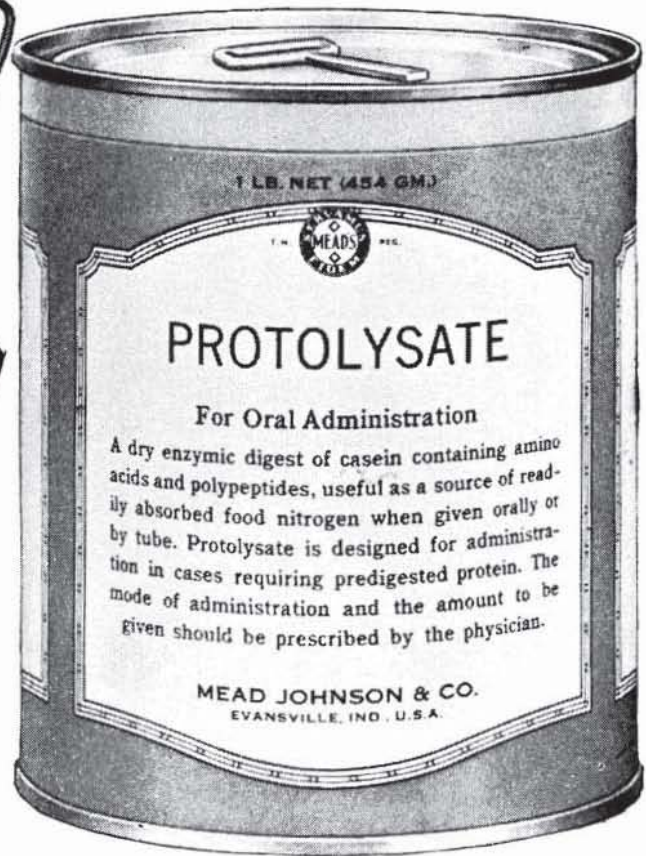 1 LB. NET (454 GM.)
T.M. MEAD'S REG.
PROTOLYSATE
For Oral Administration
A dry enzymic digest of casein containing amino
acids and polypeptides, useful as a source of read-
ily absorbed food nitrogen when given orally or
by tube. Protolysate is designed for administra-
tion in cases requiring predigested protein. The
mode of administration and the amount to be
given should be prescribed by the physician.
MEAD JOHNSON & CO.
EVANSVILLE, IND., U.S.A.